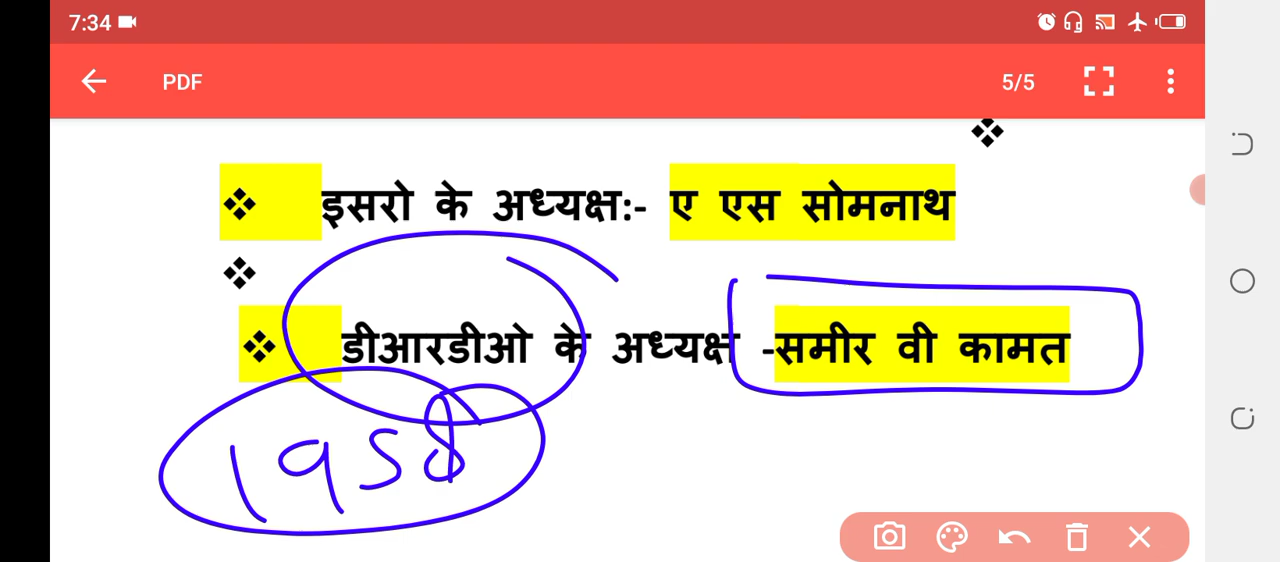 7:34
PDF 5/5
❖
❖ इसरो के अध्यक्ष:- ए एस सोमनाथ
❖
❖ डीआरडीओ के अध्यक्ष -समीर वी कामत
1958